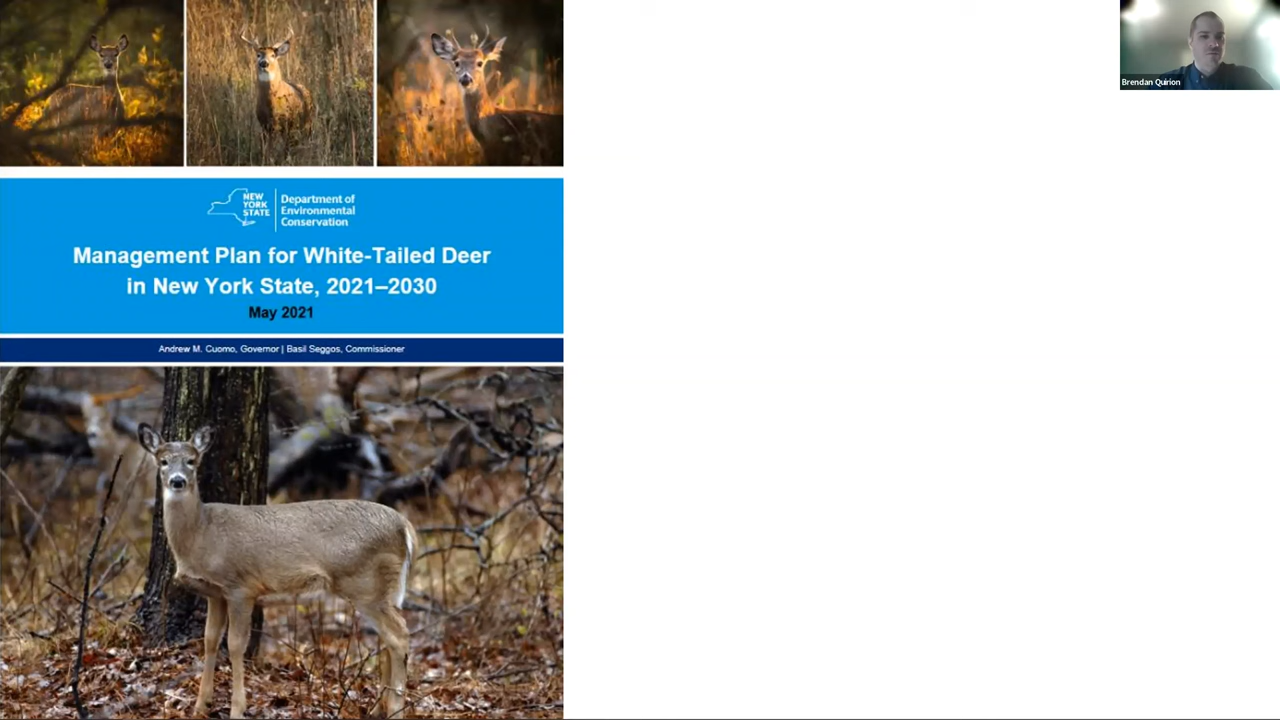 NEW
YORK
STATE
Department of
Environmental
Conservation
Management Plan for White-Tailed Deer
in New York State, 2021–2030
May 2021
Andrew M. Cuomo, Governor | Basil Seggos, Commissioner
Brendan Quirion